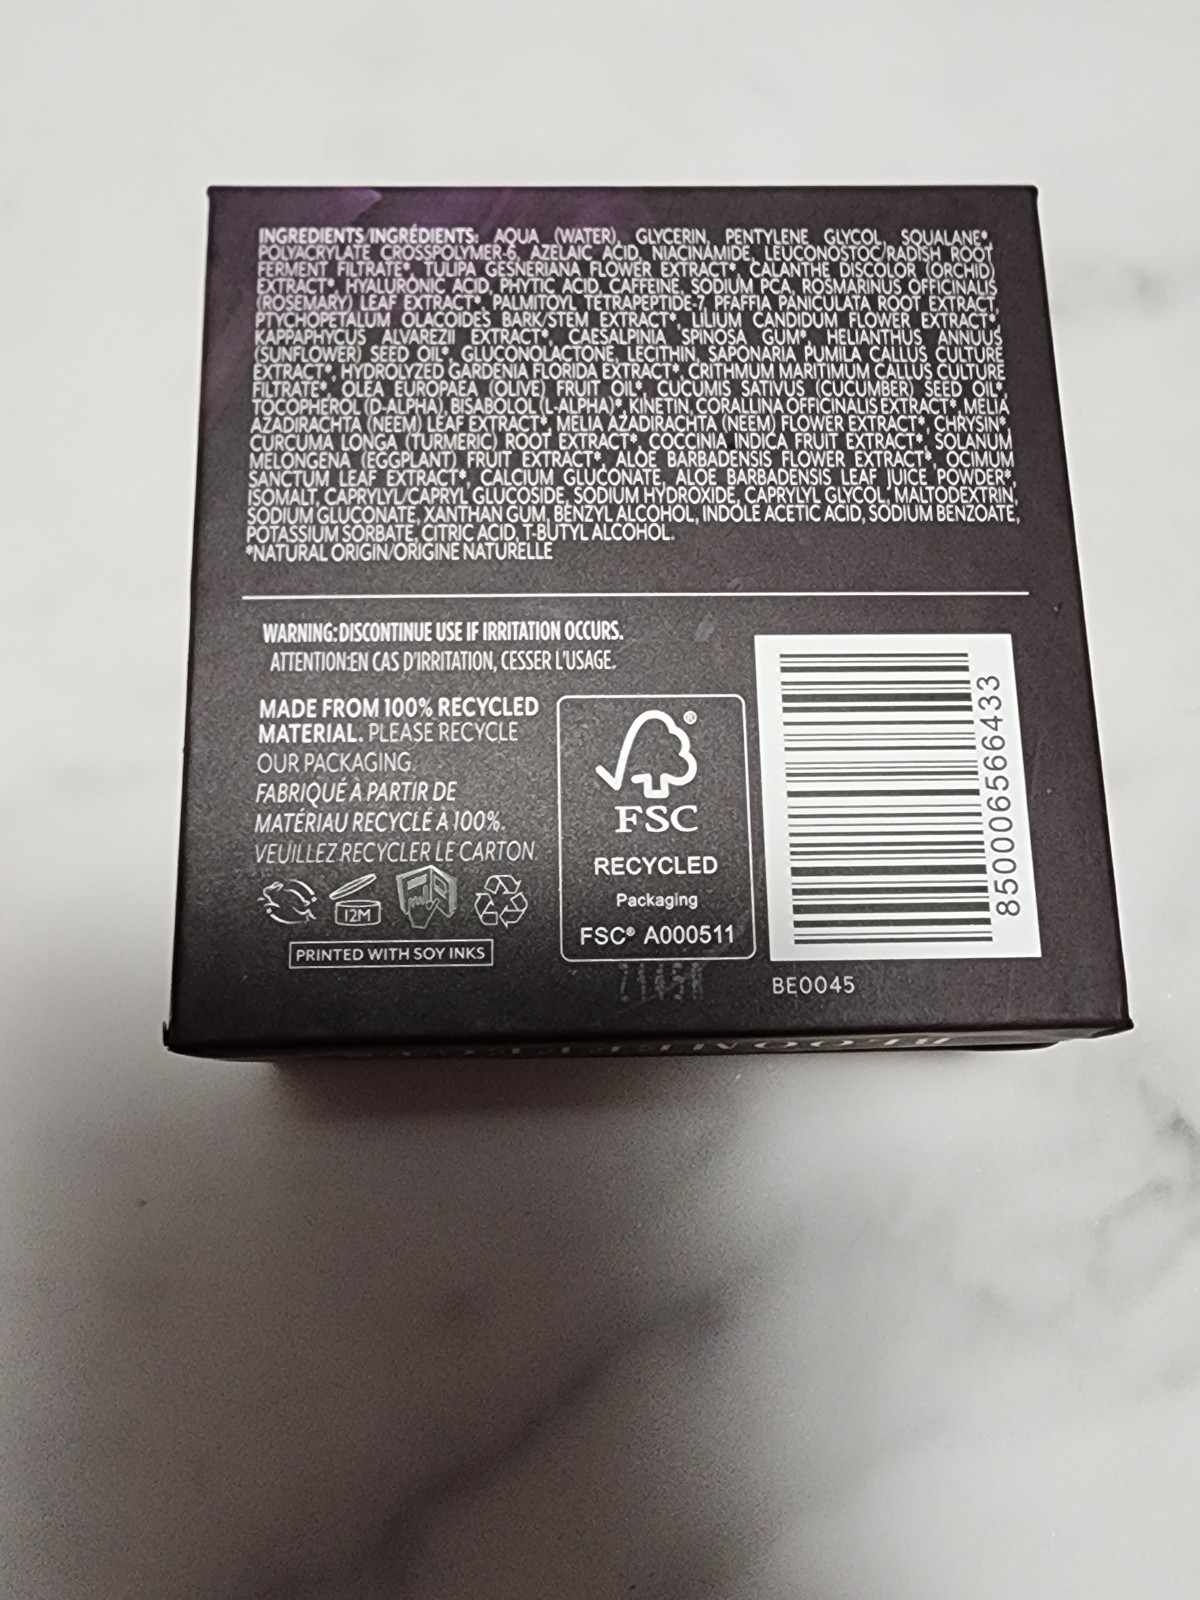 INGREDIENTS/INGRÉDIENTS: AQUA (WATER), GLYCERIN, PENTYLENE GLYCOL, SQUALANE*,
POLYACRYLATE CROSSPOLYMER-6, AZELAIC ACID, NIACINAMIDE, LEUCONOSTOC/RADISH ROOT
FERMENT FILTRATE*, TULIPA GESNERIANA FLOWER EXTRACT*, CALANTHE DISCOLOR (ORCHID)
EXTRACT*, HYALURONIC ACID, PHYTIC ACID, CAFFEINE, SODIUM PCA, ROSMARINUS OFFICINALIS
(ROSEMARY) LEAF EXTRACT*, PALMITOYL TETRAPEPTIDE-7, PFAFFIA PANICULATA ROOT EXTRACT,
PTYCHOPETALUM OLACOIDES BARK/STEM EXTRACT*, LILIUM CANDIDUM FLOWER EXTRACT*,
KAPPAPHYCUS ALVAREZII EXTRACT*, CAESALPINIA SPINOSA GUM*, HELIANTHUS ANNUUS
(SUNFLOWER) SEED OIL*, GLUCONOLACTONE, LECITHIN, SAPONARIA PUMILA CALLUS CULTURE
EXTRACT*, HYDROLYZED GARDENIA FLORIDA EXTRACT*, CRITHMUM MARITIMUM CALLUS CULTURE
FILTRATE*, OLEA EUROPAEA (OLIVE) FRUIT OIL*, CUCUMIS SATIVUS (CUCUMBER) SEED OIL*,
TOCOPHEROL (D-ALPHA), BISABOLOL (L-ALPHA)*, KINETIN, CORALLINA OFFICINALIS EXTRACT*, MELIA
AZADIRACHTA (NEEM) LEAF EXTRACT*, MELIA AZADIRACHTA (NEEM) FLOWER EXTRACT*, CHRYSIN*
CURCUMA LONGA (TURMERIC) ROOT EXTRACT*, COCCINIA INDICA FRUIT EXTRACT*, SOLANUM
MELONGENA (EGGPLANT) FRUIT EXTRACT*, ALOE BARBADENSIS FLOWER EXTRACT*, OCIMUM
SANCTUM LEAF EXTRACT*, CALCIUM GLUCONATE, ALOE BARBADENSIS LEAF JUICE POWDER*,
ISOMALT, CAPRYLYL/CAPRYL GLUCOSIDE, SODIUM HYDROXIDE, CAPRYLYL GLYCOL, MALTODEXTRIN,
SODIUM GLUCONATE, XANTHAN GUM, BENZYL ALCOHOL, INDOLE ACETIC ACID, SODIUM BENZOATE,
POTASSIUM SORBATE, CITRIC ACID, T-BUTYL ALCOHOL.
*NATURAL ORIGIN/ORIGINE NATURELLE
WARNING: DISCONTINUE USE IF IRRITATION OCCURS.
ATTENTION:EN CAS D'IRRITATION, CESSER L'USAGE.
MADE FROM 100% RECYCLED
MATERIAL. PLEASE RECYCLE
OUR PACKAGING.
FABRIQUÉ À PARTIR DE
MATÉRIAU RECYCLÉ À 100%.
VEUILLEZ RECYCLER LE CARTON.
12M
PRINTED WITH SOY INKS
®
FSC
RECYCLED
Packaging
FSC® A000511
850006566433
BE0045